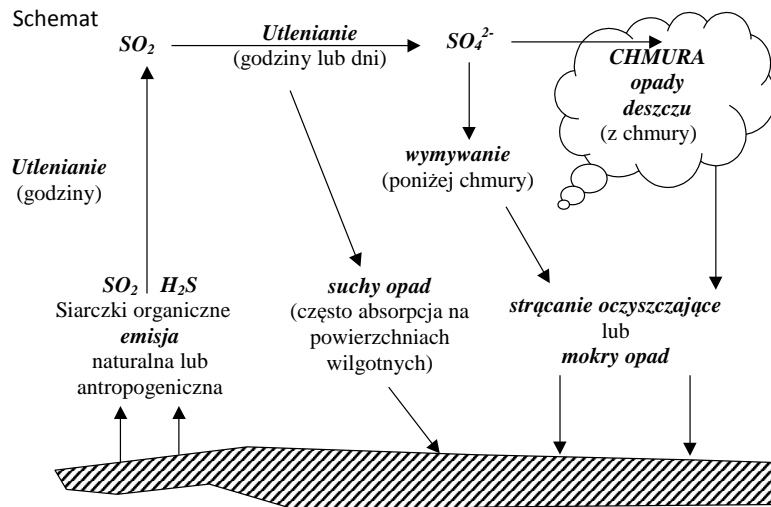 Schemat
SO₂
Utlenianie
(godziny lub dni)
SO₄²⁻
CHMURA
opady
deszczu
(z chmury)
Utlenianie
(godziny)
wymywanie
(poniżej chmury)
SO₂ H₂S
Siarczki organiczne
emisja
naturalna lub
antropogeniczna
suchy opad
(często absorpcja na
powierzchniach
wilgotnych)
strącanie oczyszczające
lub
mokry opad